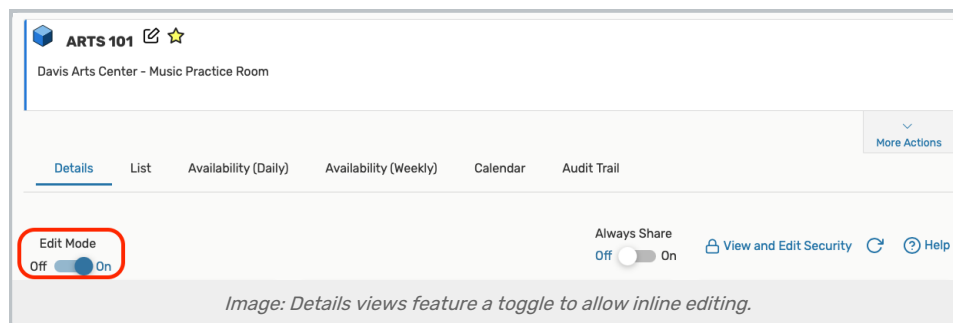 ARTS 101
Davis Arts Center - Music Practice Room
More Actions
Details List Availability (Daily) Availability (Weekly) Calendar Audit Trail
Edit Mode
Off On
Always Share
Off On
View and Edit Security
Help
Image: Details views feature a toggle to allow inline editing.